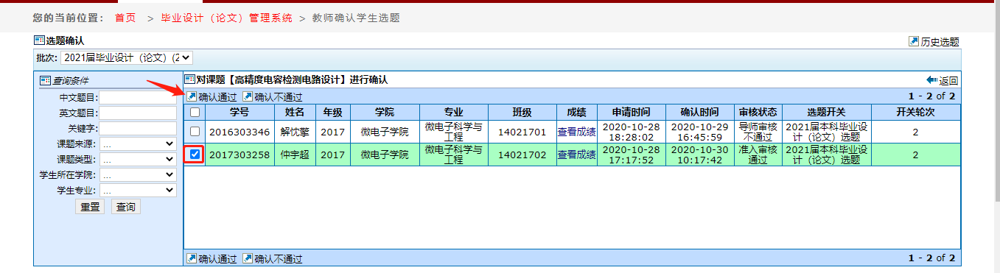 您的当前位置： 首页 > 毕业设计（论文）管理系统 > 教师确认学生选题
选题确认
历史选题
批次: 2021届毕业设计（论文）(2
查询条件
中文题目:
英文题目:
关键字:
课题来源: ...
课题类型: ...
学生所在学院: ...
学生专业: ...
重置 查询
对课题【高精度电容检测电路设计】进行确认
返回
确认通过 确认不通过
1 - 2 of 2
学号 姓名 年级 学院 专业 班级 成绩 申请时间 确认时间 审核状态 选题开关 开关轮次
2016303346 解忱擎 2017 微电子学院 微电子科学与工程 14021701 查看成绩 2020-10-28 18:28:02 2020-10-29 16:45:59 导师审核不通过 2021届本科毕业设计（论文）选题 2
2017303258 仲宇超 2017 微电子学院 微电子科学与工程 14021702 查看成绩 2020-10-28 17:17:52 2020-10-30 10:17:42 准入审核通过 2021届本科毕业设计（论文）选题 2
确认通过 确认不通过
1 - 2 of 2